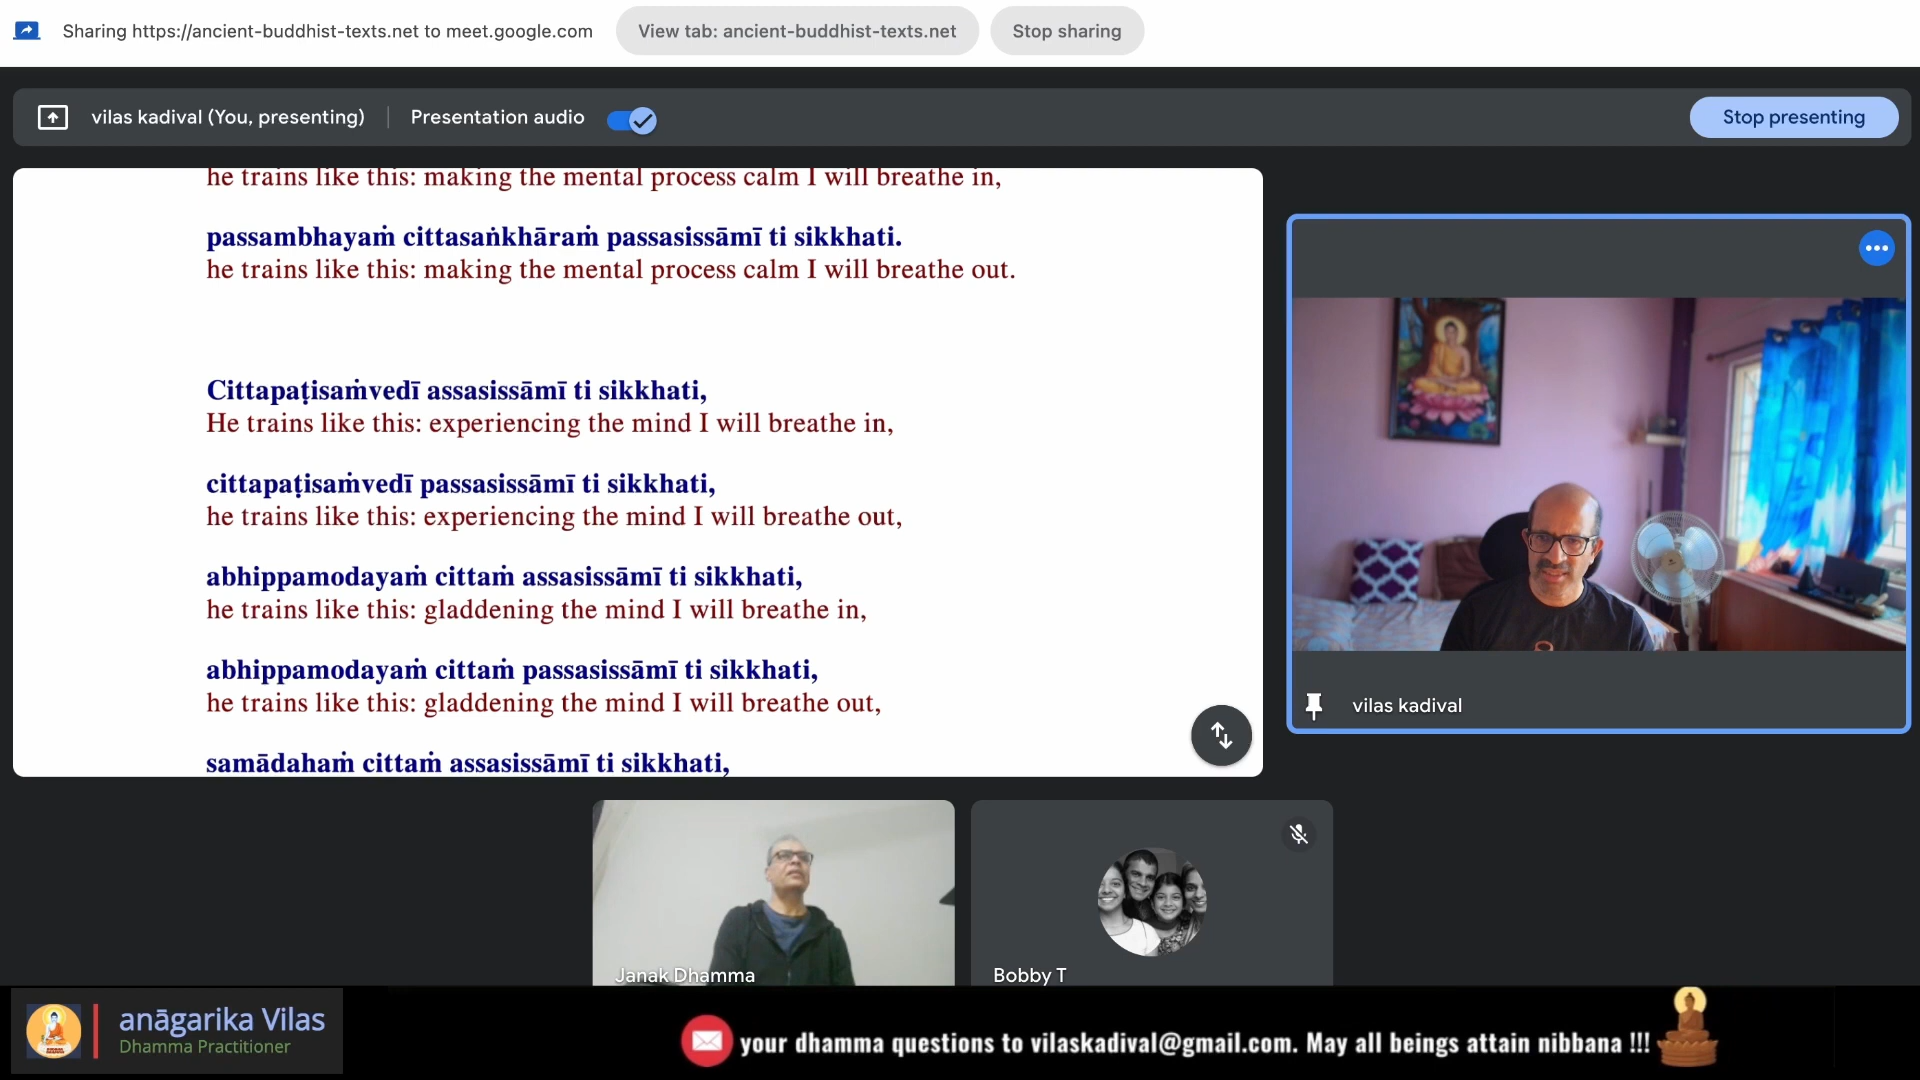 Sharing https://ancient-buddhist-texts.net to meet.google.com
View tab: ancient-buddhist-texts.net
Stop sharing
vilas kadival (You, presenting)
Presentation audio
Stop presenting
he trains like this: making the mental process calm I will breathe in,
passambhayaṁ cittasaṅkhāraṁ passasissāmī ti sikkhati.
he trains like this: making the mental process calm I will breathe out.
Cittapaṭisaṁvedī assasissāmī ti sikkhati,
He trains like this: experiencing the mind I will breathe in,
cittapaṭisaṁvedī passasissāmī ti sikkhati,
he trains like this: experiencing the mind I will breathe out,
abhippamodayaṁ cittaṁ assasissāmī ti sikkhati,
he trains like this: gladdening the mind I will breathe in,
abhippamodayaṁ cittaṁ passasissāmī ti sikkhati,
he trains like this: gladdening the mind I will breathe out,
samādahaṁ cittaṁ assasissāmī ti sikkhati,
vilas kadival
Janak Dhamma
Bobby T
anāgarika Vilas
Dhamma Practitioner
your dhamma questions to vilaskadival@gmail.com. May all beings attain nibbana !!!